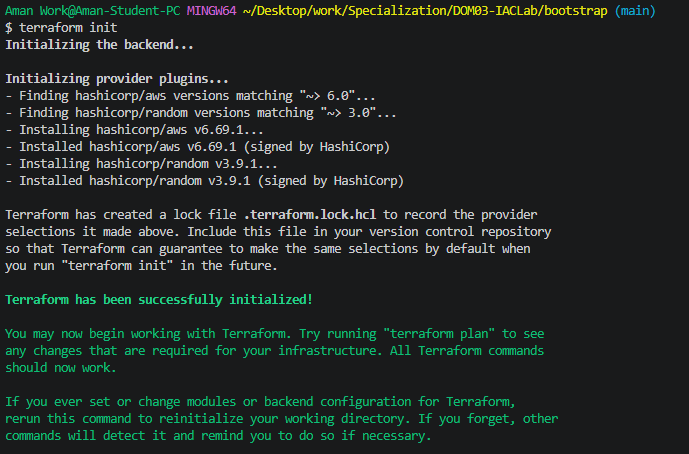 Aman Work@Aman-Student-PC MINGW64 ~/Desktop/work/Specialization/DOM03-IACLab/bootstrap (main)
$ terraform init
Initializing the backend...
Initializing provider plugins...
- Finding hashicorp/aws versions matching "~> 6.0"...
- Finding hashicorp/random versions matching "~> 3.0"...
- Installing hashicorp/aws v6.69.1...
- Installed hashicorp/aws v6.69.1 (signed by HashiCorp)
- Installing hashicorp/random v3.9.1...
- Installed hashicorp/random v3.9.1 (signed by HashiCorp)
Terraform has created a lock file .terraform.lock.hcl to record the provider
selections it made above. Include this file in your version control repository
so that Terraform can guarantee to make the same selections by default when
you run "terraform init" in the future.
Terraform has been successfully initialized!
You may now begin working with Terraform. Try running "terraform plan" to see
any changes that are required for your infrastructure. All Terraform commands
should now work.
If you ever set or change modules or backend configuration for Terraform,
rerun this command to reinitialize your working directory. If you forget, other
commands will detect it and remind you to do so if necessary.